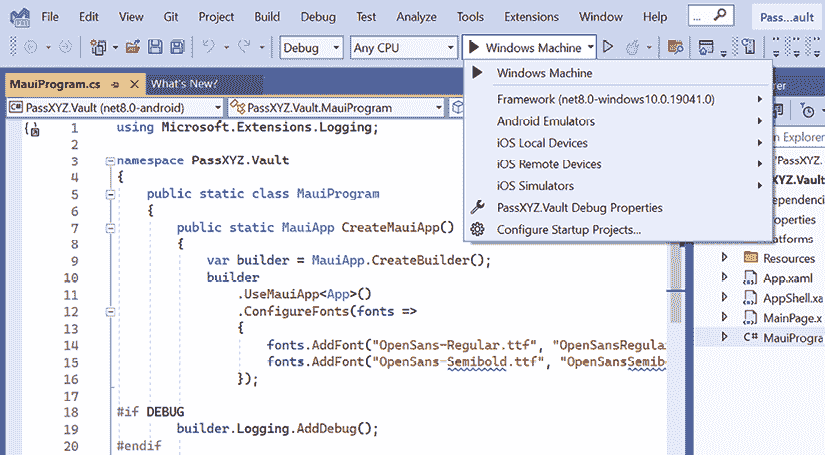 File Edit View Git Project Build Debug Test Analyze Tools Extensions Window Help ... Pass...ault
Debug Any CPU Windows Machine
MauiProgram.cs What's New?
PassXYZ.Vault (net8.0-android) PassXYZ.Vault.MauiProgram
Windows Machine
Framework (net8.0-windows10.0.19041.0)
Android Emulators
iOS Local Devices
iOS Remote Devices
iOS Simulators
PassXYZ.Vault Debug Properties
Configure Startup Projects...
1 using Microsoft.Extensions.Logging;
2
3 namespace PassXYZ.Vault
4 {
5 public static class MauiProgram
6 {
7 public static MauiApp CreateMauiApp()
8 {
9 var builder = MauiApp.CreateBuilder();
10 builder
11 .UseMauiApp<App>()
12 .ConfigureFonts(fonts =>
13 {
14 fonts.AddFont("OpenSans-Regular.ttf", "OpenSansRegula
15 fonts.AddFont("OpenSans-Semibold.ttf", "OpenSansSemib
16 });
17
18 #if DEBUG
19 builder.Logging.AddDebug();
20 #endif
Explorer
XYZ.Vault
ependenci
roperties
latforms
Resources
App.xaml
AppShell.xa
MainPage.x
C# MauiProgra